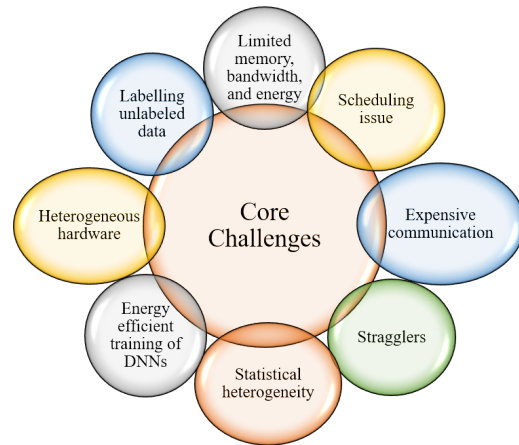 Limited
memory,
bandwidth,
and energy
Scheduling
issue
Expensive
communication
Stragglers
Statistical
heterogeneity
Energy
efficient
training of
DNNs
Heterogeneous
hardware
Labelling
unlabeled
data
Core
Challenges